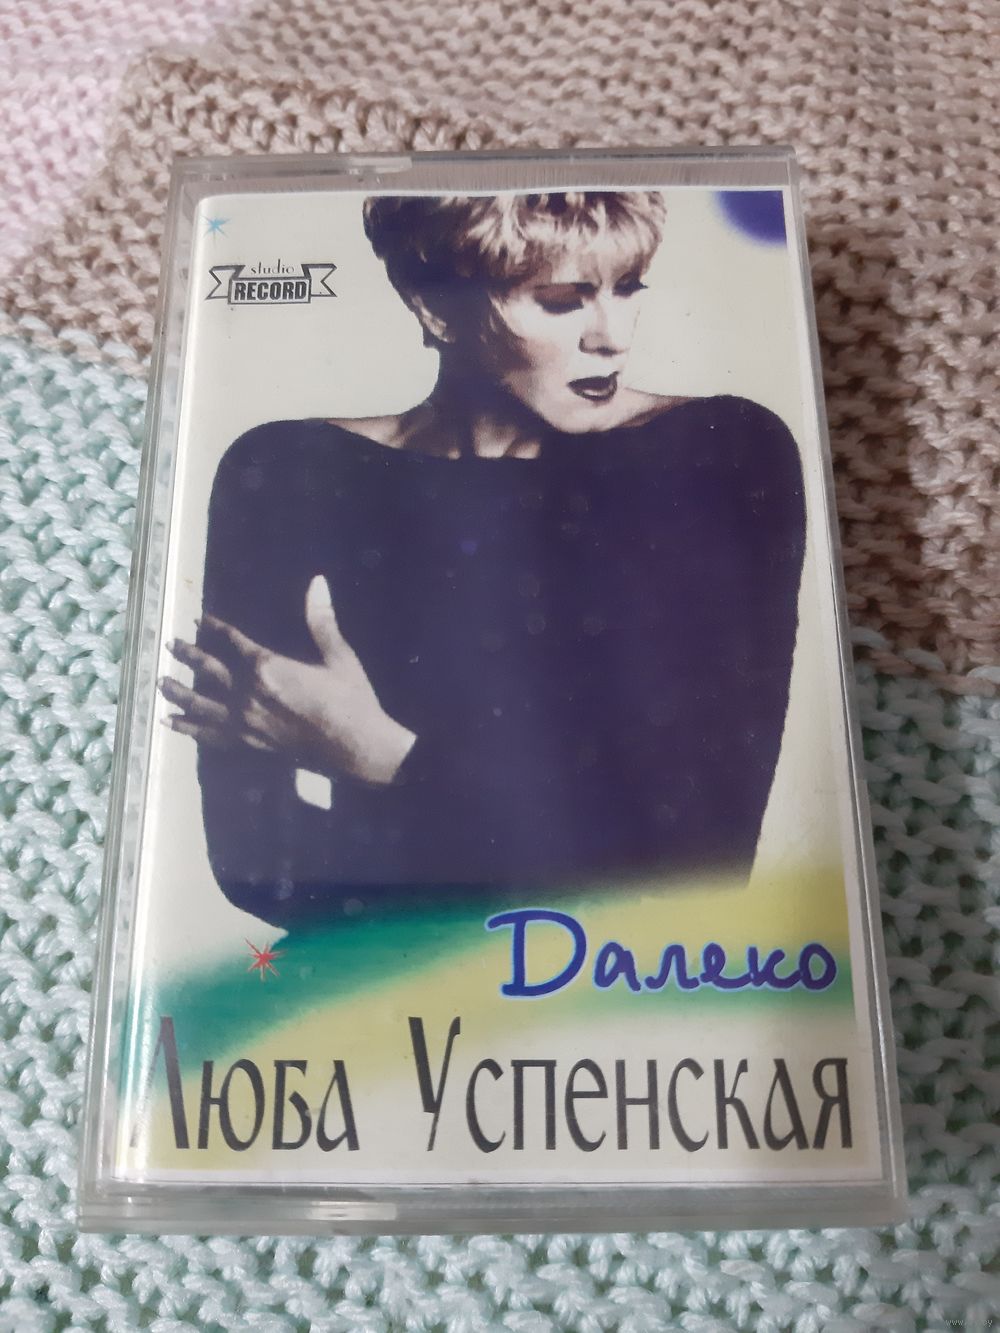 studio
RECORD
Далеко
Люба Успенская